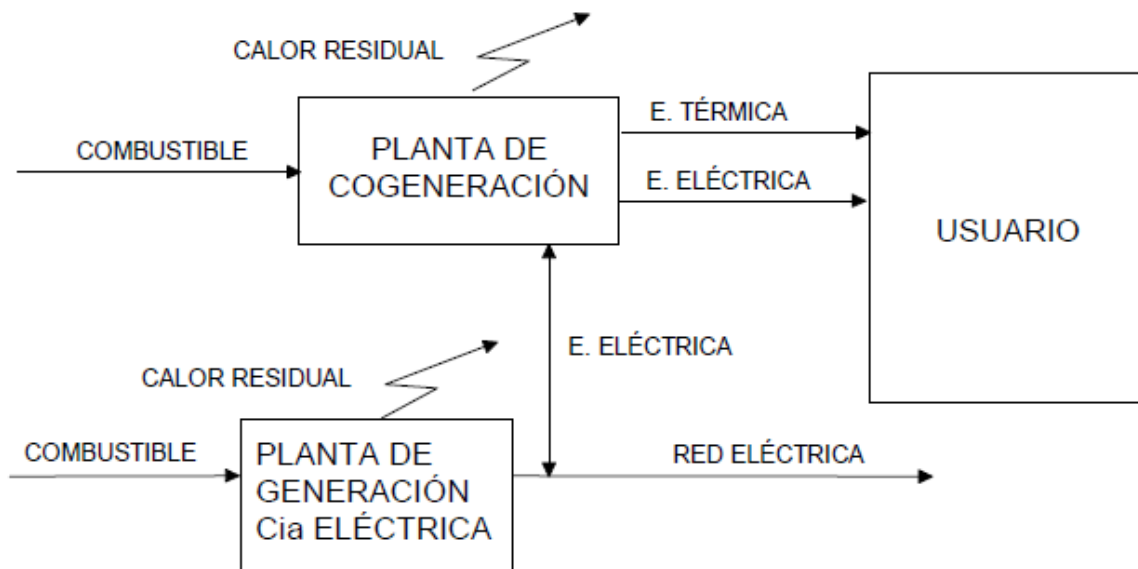 CALOR RESIDUAL
E. TÉRMICA
COMBUSTIBLE
PLANTA DE
COGENERACIÓN
E. ELÉCTRICA
USUARIO
E. ELÉCTRICA
CALOR RESIDUAL
COMBUSTIBLE
PLANTA DE
GENERACIÓN
Cia ELÉCTRICA
RED ELÉCTRICA